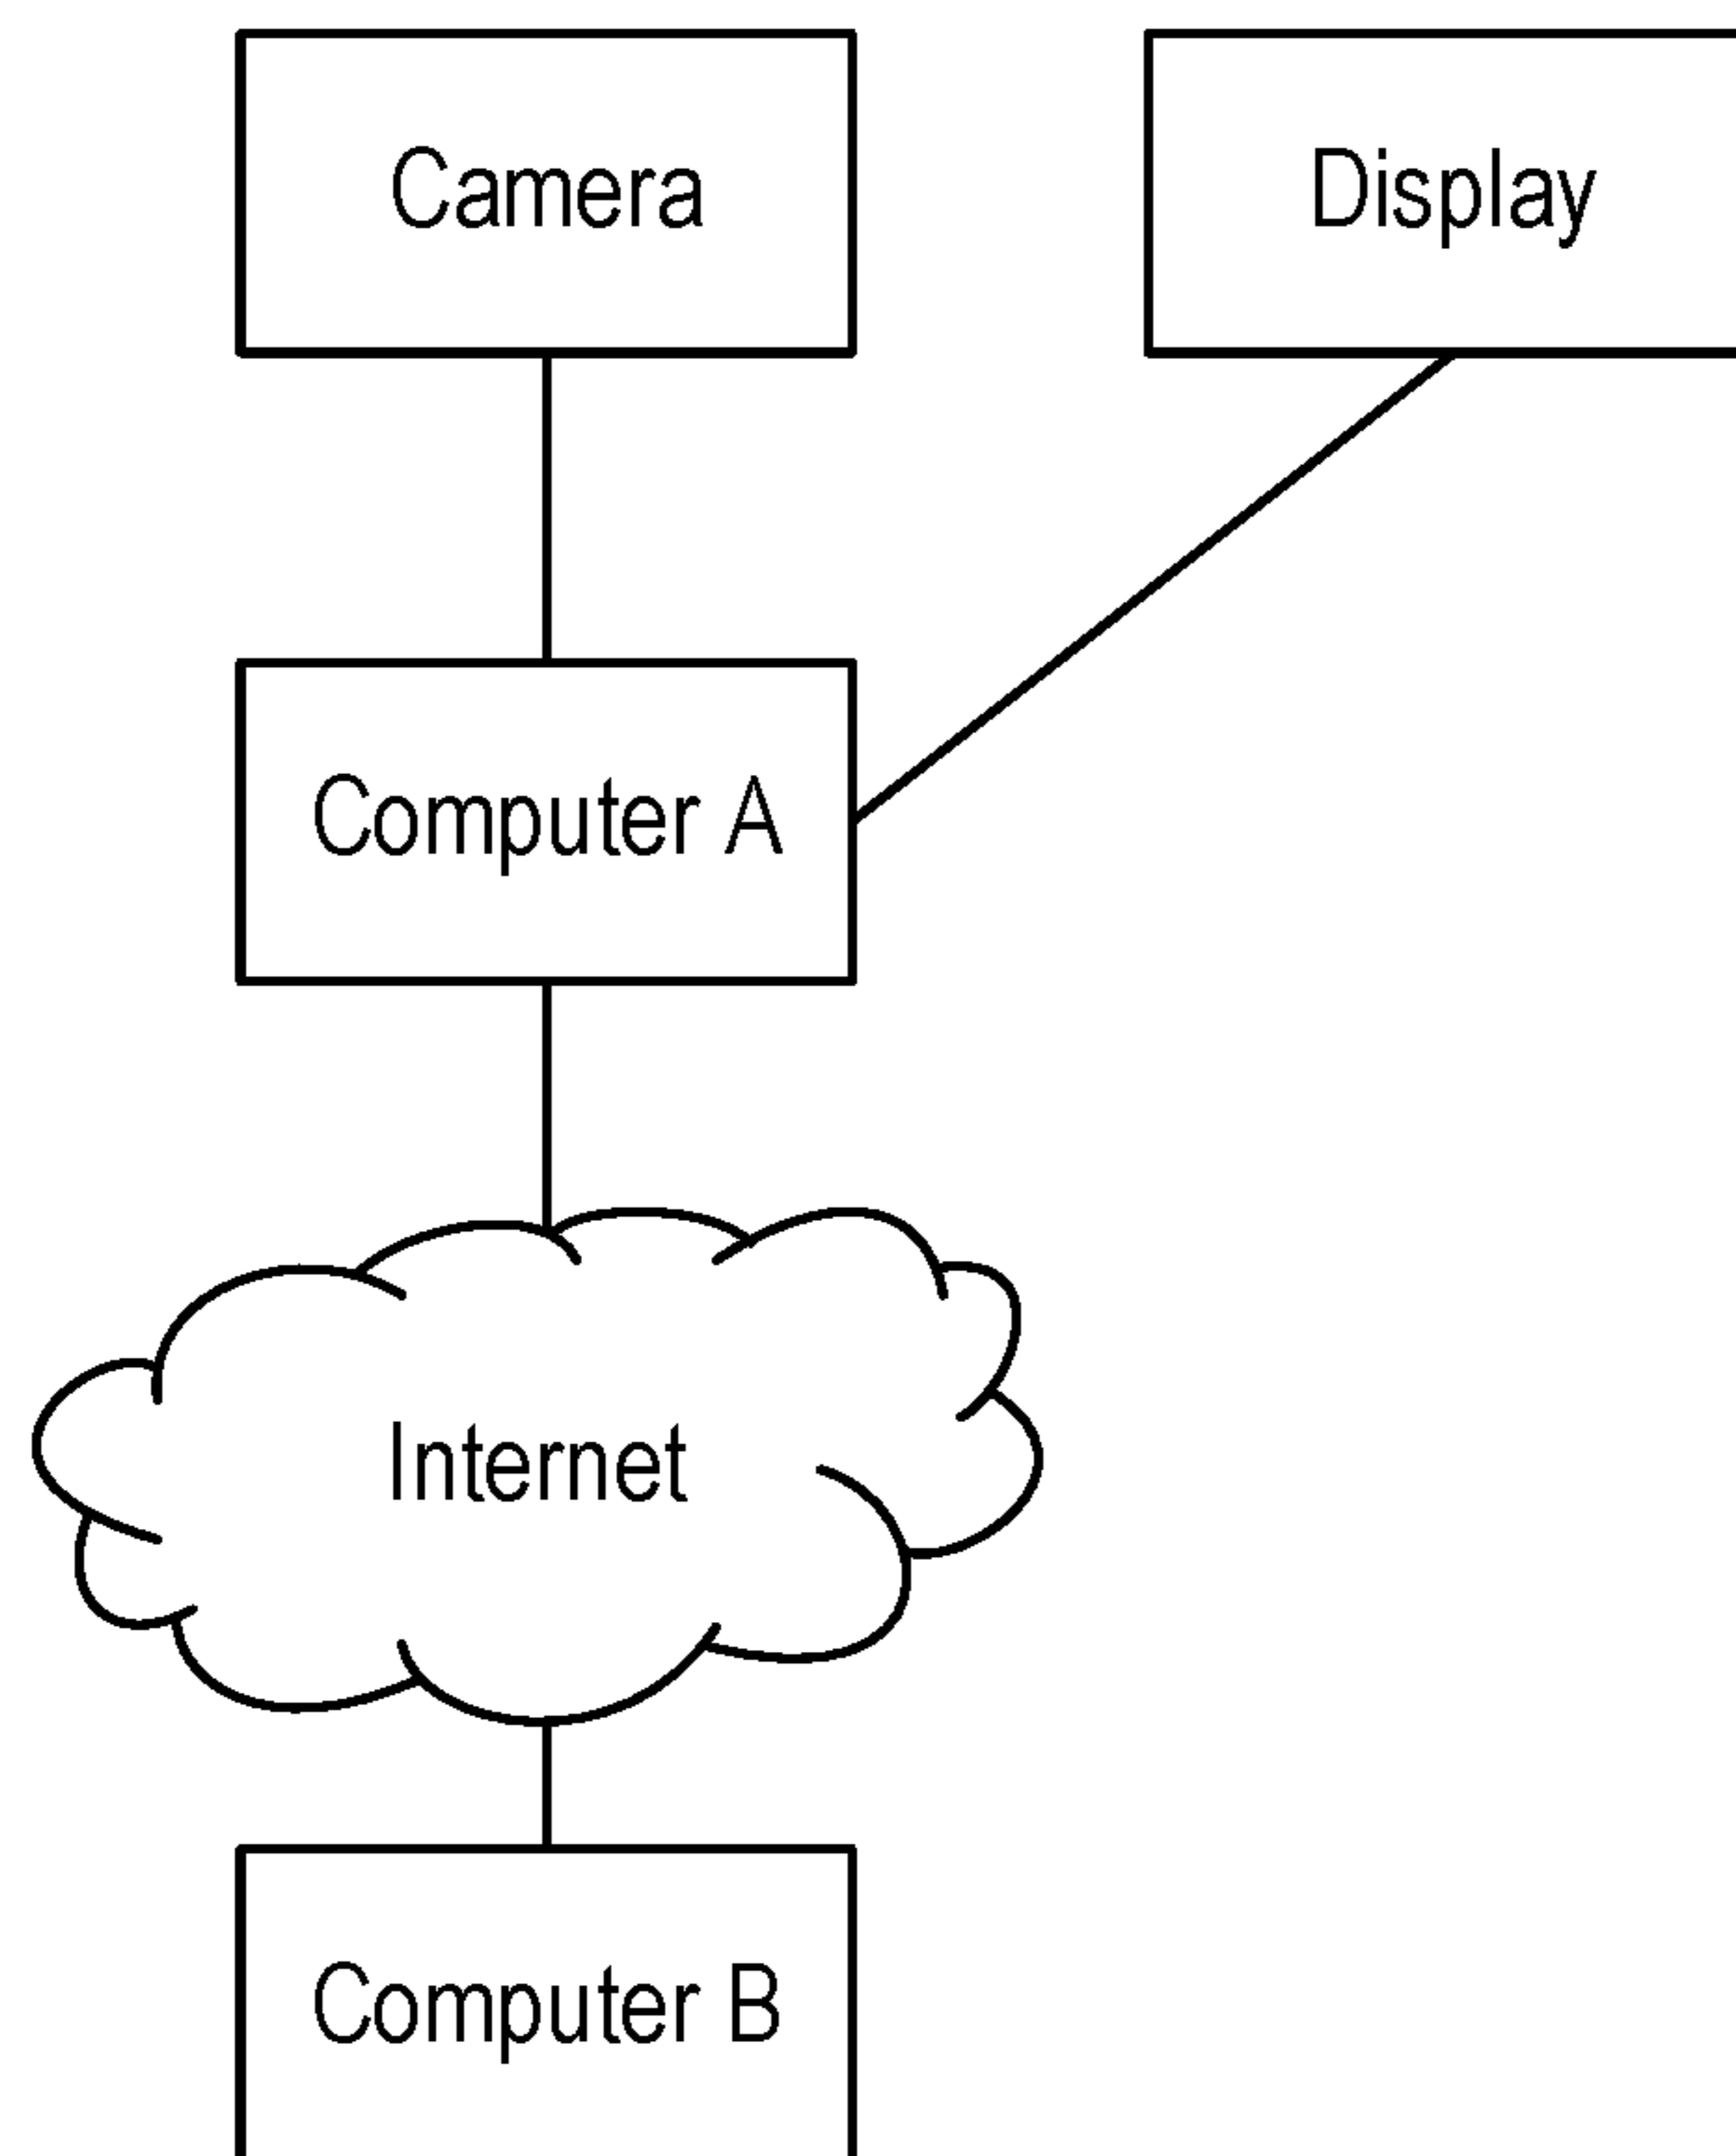 Camera
Display
Computer A
Internet
Computer B